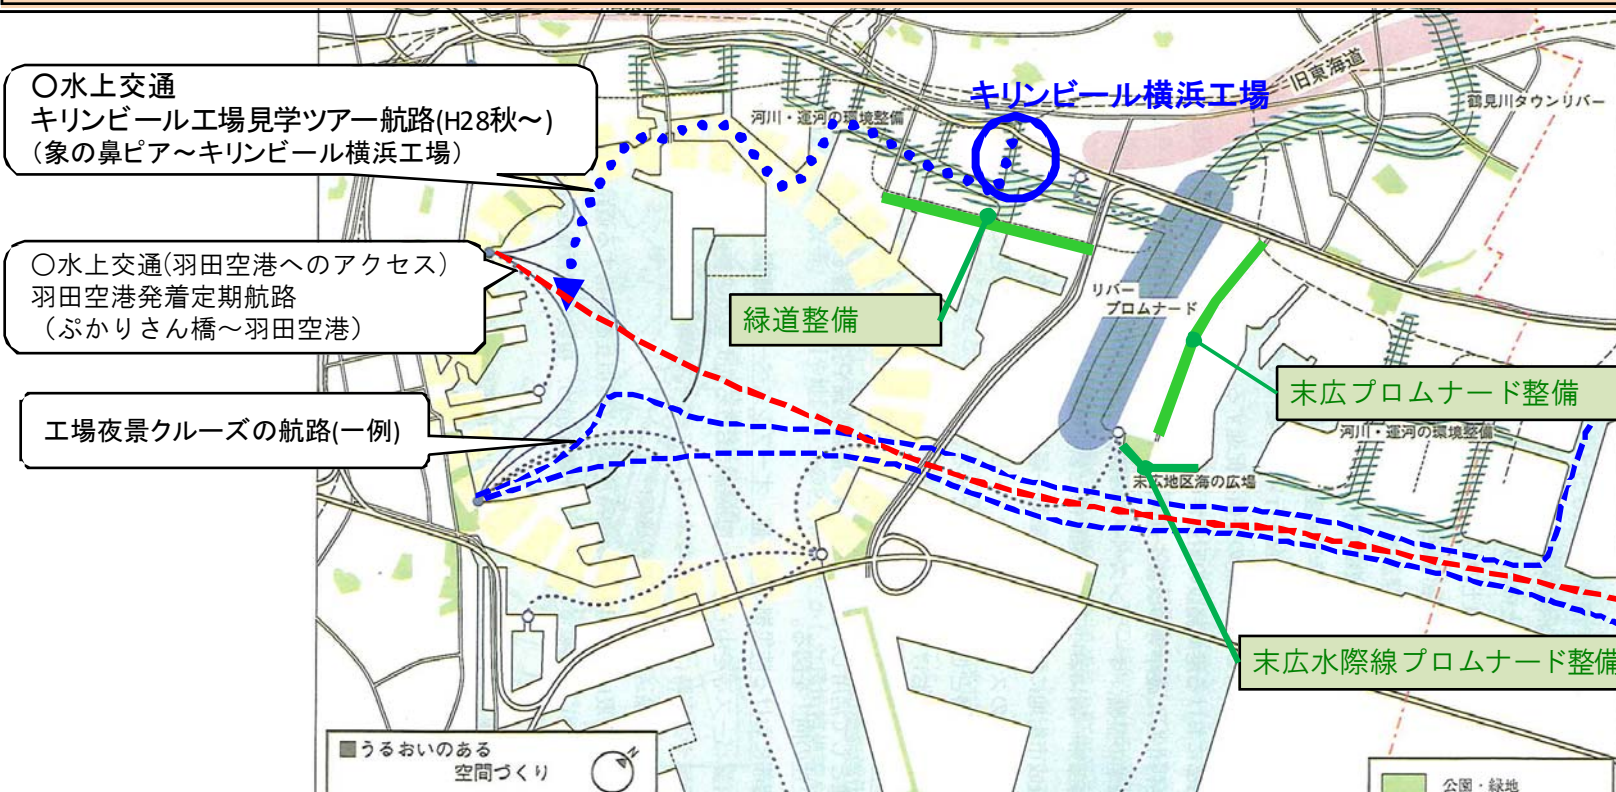 〇水上交通
キリンビール工場見学ツアー航路(H28秋～)
(象の鼻ピア～キリンビール横浜工場)
〇水上交通(羽田空港へのアクセス)
羽田空港発着定期航路
(ぷかりさん橋～羽田空港)
工場夜景クルーズの航路(一例)
キリンビール横浜工場
河川・運河の環境整備
旧東海道
鶴見川タウンリバー
緑道整備
リバー
プロムナード
末広プロムナード整備
河川・運河の環境整備
末広地区海の広場
末広水際線プロムナード整備
■うるおいのある
空間づくり
N
公園・緑地